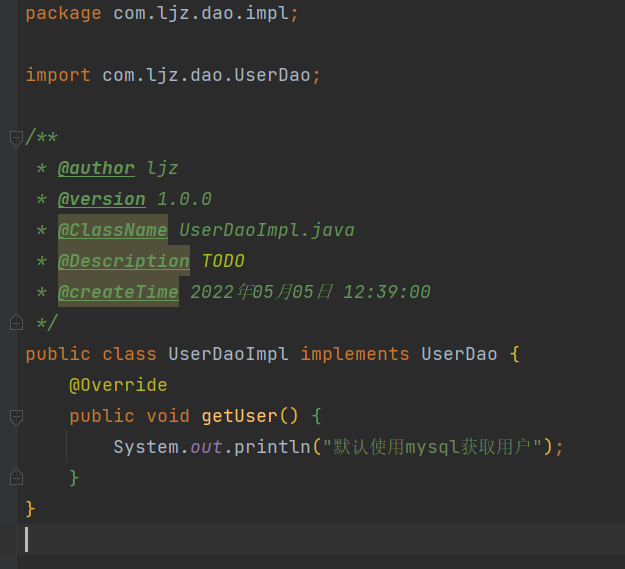 package com.ljz.dao.impl;
import com.ljz.dao.UserDao;
/**
* @author ljz
* @version 1.0.0
* @ClassName UserDaoImpl.java
* @Description TODO
* @createTime 2022年05月05日 12:39:00
*/
public class UserDaoImpl implements UserDao {
@Override
public void getUser() {
System.out.println("默认使用mysql获取用户");
}
}